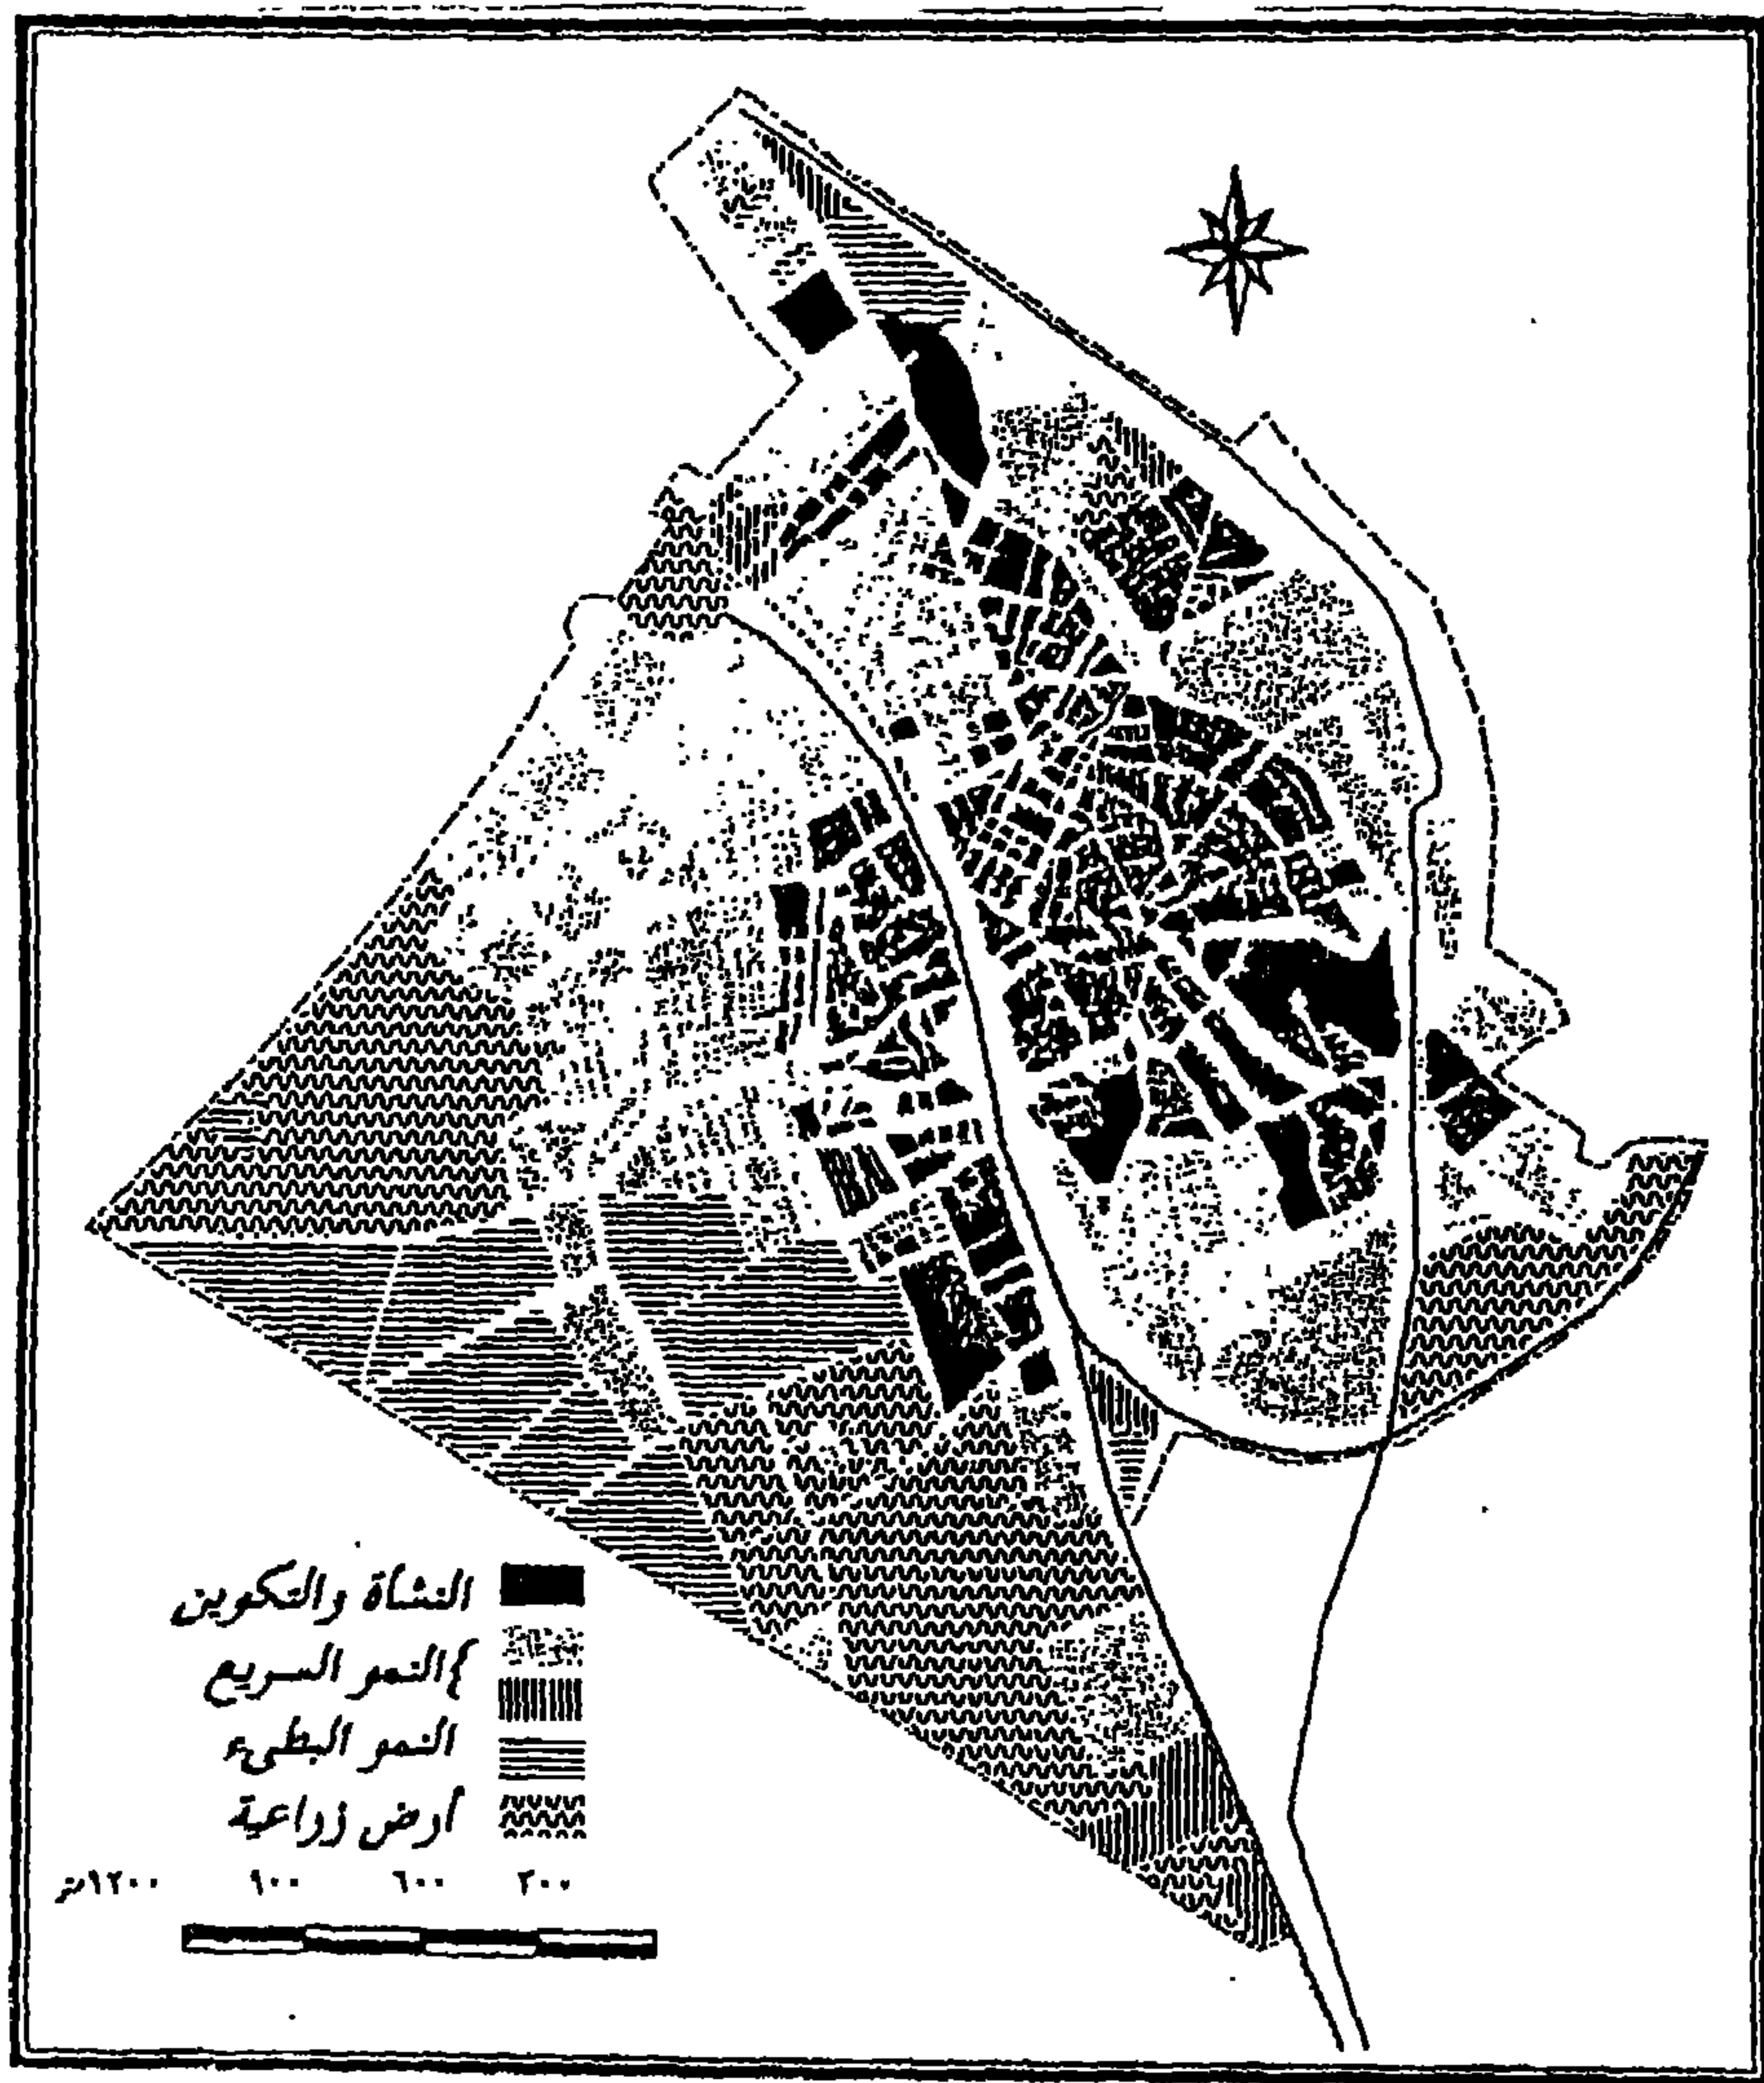 النشأة والتكوين
النمو السريع
النمو البطيء
أرض زراعية
٣٠٠ ٦٠٠ ٩٠٠ ١٢٠٠متر